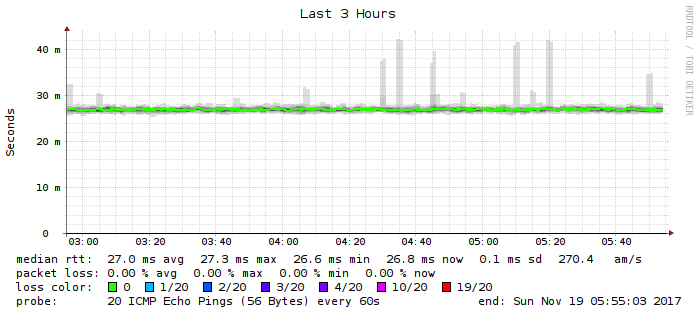 Last 3 Hours
RRDTOOL / TOBI OETIKER
Seconds
40 m
30 m
20 m
10 m
0
03:00 03:20 03:40 04:00 04:20 04:40 05:00 05:20 05:40
median rtt: 27.0 ms avg 27.3 ms max 26.6 ms min 26.8 ms now 0.1 ms sd 270.4 am/s
packet loss: 0.00 % avg 0.00 % max 0.00 % min 0.00 % now
loss color: 0 1/20 2/20 3/20 4/20 10/20 19/20
probe: 20 ICMP Echo Pings (56 Bytes) every 60s end: Sun Nov 19 05:55:03 2017